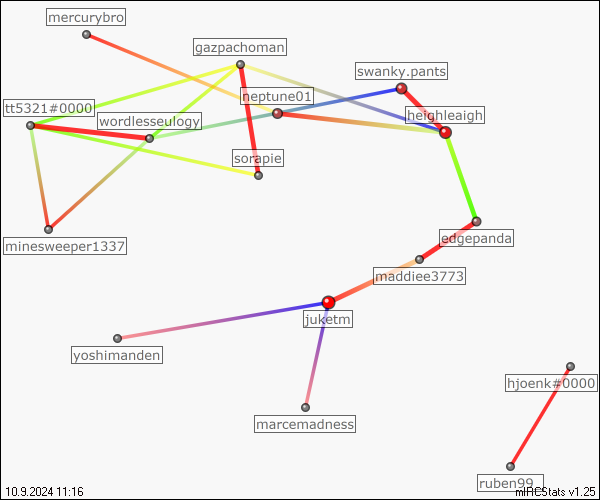 mercurybro
gazpachoman
swanky.pants
neptune01
tt5321#0000
wordlesseulogy
heighleaigh
sorapie
minesweeper1337
edgepanda
maddiee3773
juketm
yoshimanden
hjoenk#0000
marcemadness
ruben99_
10.9.2024 11:16
mIRCStats v1.25